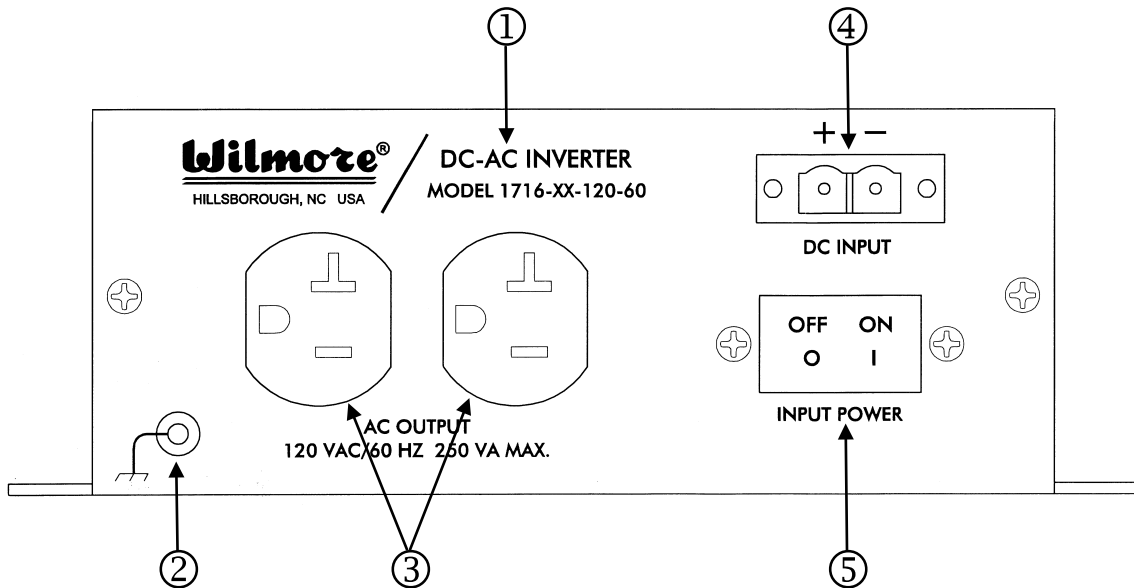 1
4
Wilmore®
HILLSBOROUGH, NC USA
DC-AC INVERTER
MODEL 1716-XX-120-60
+ −
DC INPUT
OFF ON
O I
INPUT POWER
AC OUTPUT
120 VAC/60 HZ 250 VA MAX.
2
3
5